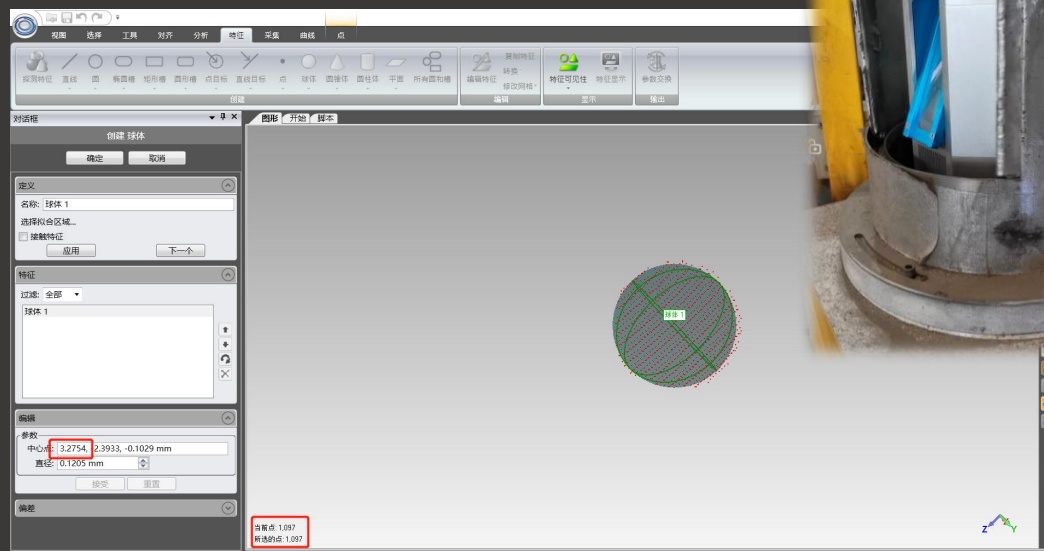 视图 选择 工具 对齐 分析 特征 采集 曲线 点
探测特征 直线 圆 椭圆槽 矩形槽 圆形槽 点目标 直线目标 点 球体 圆锥体 圆柱体 平面 所有圆和槽
创建
编辑特征 复制特征 转换 修改网格
编辑
特征可见性 特征显示
显示
参数交换
输出
对话框
图形 开始 脚本
创建 球体
确定 取消
定义
名称: 球体 1
选择拟合区域...
接触特征
应用 下一个
特征
过滤: 全部
球体 1
球体 1
编辑
参数
中心点: 3.2754, 2.3933, -0.1029 mm
直径: 0.1205 mm
接受 重置
偏差
当前点: 1,097
所选的点: 1,097
Z Y